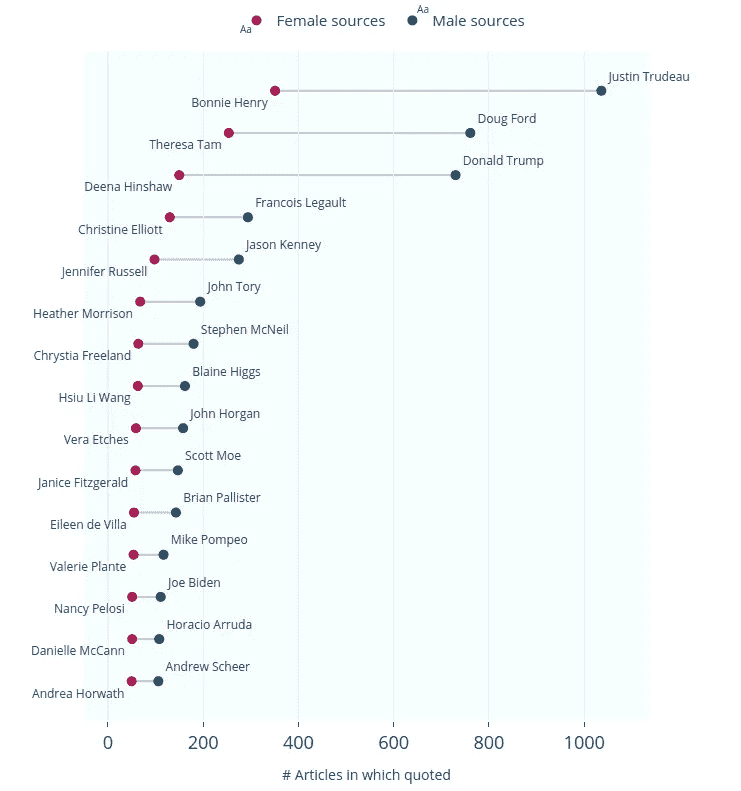 Aa Female sources Aa Male sources
Justin Trudeau
Bonnie Henry
Doug Ford
Theresa Tam
Donald Trump
Deena Hinshaw
Francois Legault
Christine Elliott
Jason Kenney
Jennifer Russell
John Tory
Heather Morrison
Stephen McNeil
Chrystia Freeland
Blaine Higgs
Hsiu Li Wang
John Horgan
Vera Etches
Scott Moe
Janice Fitzgerald
Brian Pallister
Eileen de Villa
Mike Pompeo
Valerie Plante
Joe Biden
Nancy Pelosi
Horacio Arruda
Danielle McCann
Andrew Scheer
Andrea Horwath
0 200 400 600 800 1000
# Articles in which quoted